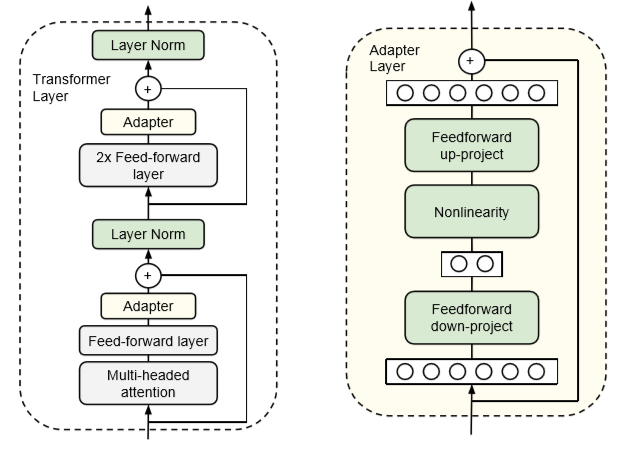 Layer Norm
Transformer
Layer
+
Adapter
2x Feed-forward
layer
Layer Norm
+
Adapter
Feed-forward layer
Multi-headed
attention
Adapter
Layer
+
Feedforward
up-project
Nonlinearity
Feedforward
down-project